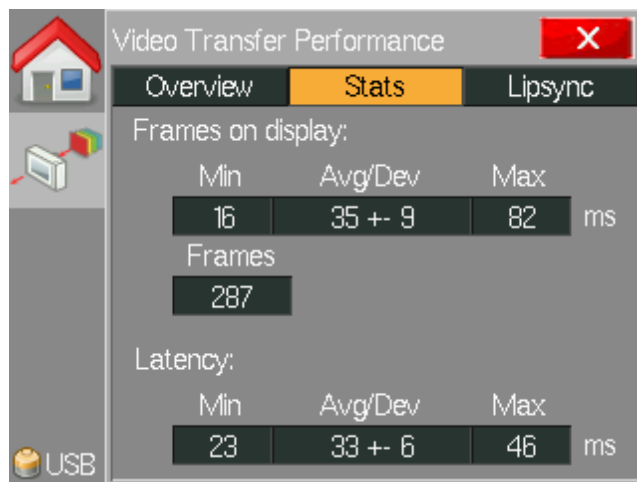 Video Transfer Performance
Overview Stats Lipsync
Frames on display:
Min Avg/Dev Max
16 35 +- 9 82 ms
Frames
287
Latency:
Min Avg/Dev Max
23 33 +- 6 46 ms
USB